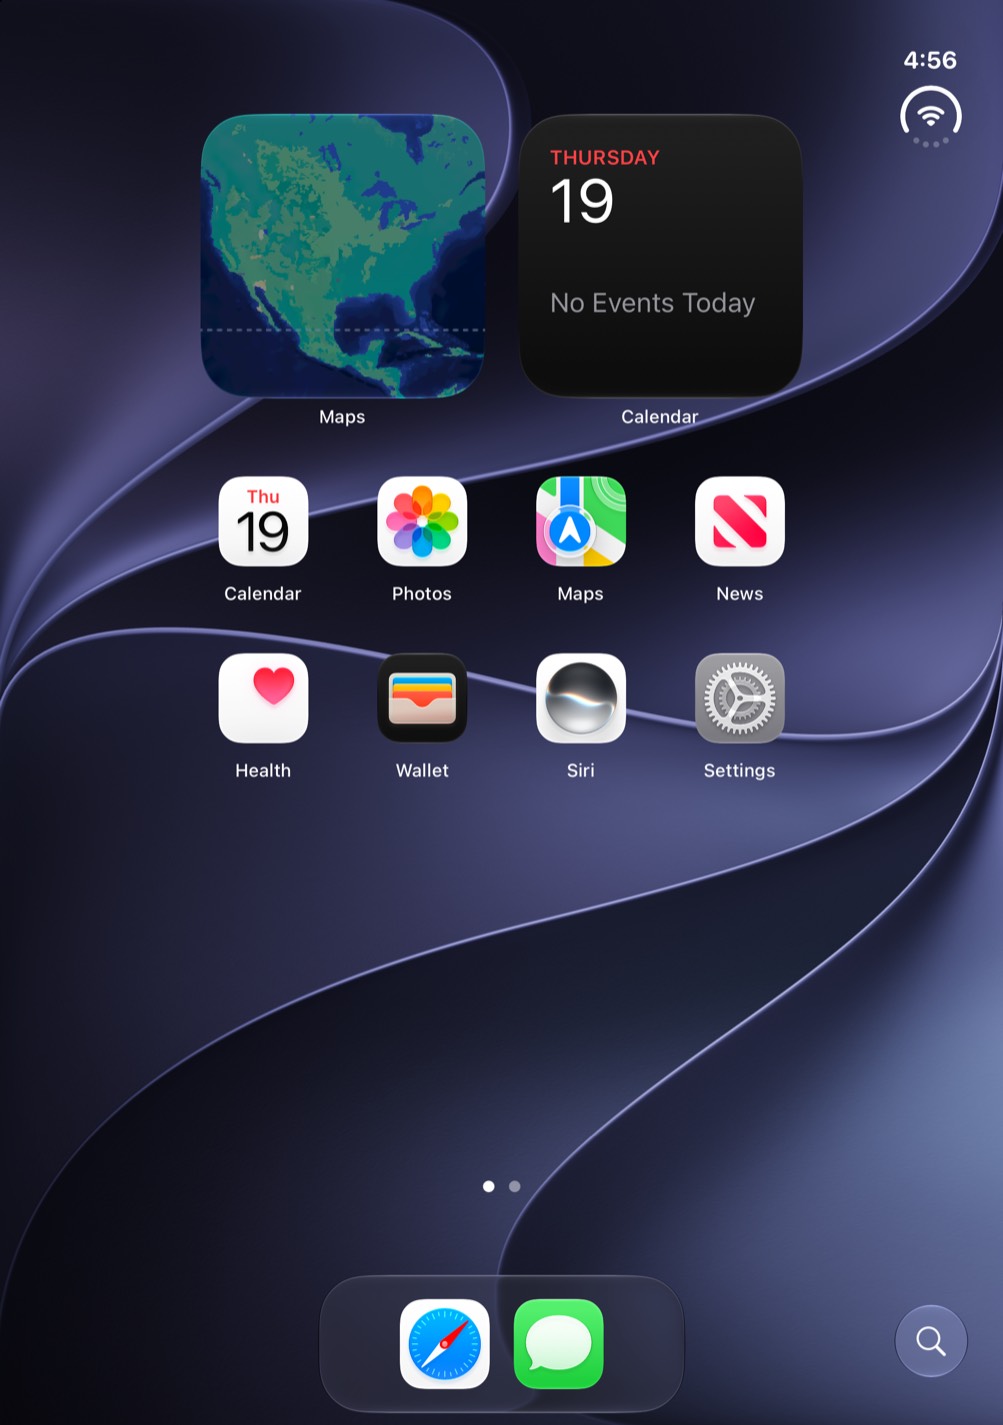 4:56
THURSDAY
19
No Events Today
Maps
Calendar
Thu
19
Calendar
Photos
Maps
News
Health
Wallet
Siri
Settings